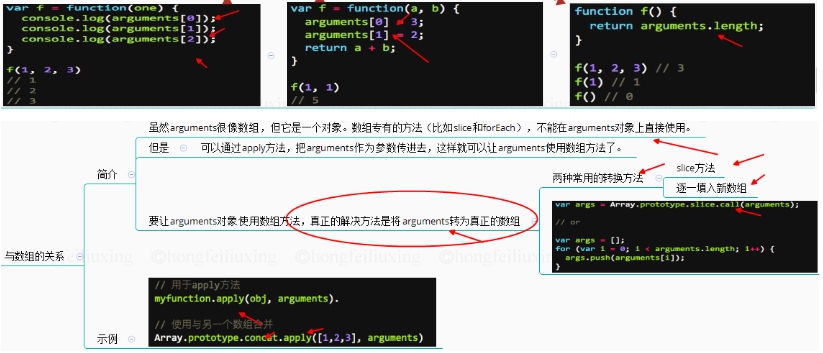 var f = function(one) {
console.log(arguments[0]);
console.log(arguments[1]);
console.log(arguments[2]);
}
f(1, 2, 3)
// 1
// 2
// 3
var f = function(a, b) {
arguments[0] = 3;
arguments[1] = 2;
return a + b;
}
f(1, 1)
// 5
function f() {
return arguments.length;
}
f(1, 2, 3) // 3
f(1) // 1
f() // 0
虽然arguments很像数组，但它是一个对象。数组专有的方法（比如slice和forEach），不能在arguments对象上直接使用。
但是
可以通过apply方法，把arguments作为参数传进去，这样就可以让arguments使用数组方法了。
简介
要让arguments对象使用数组方法，真正的解决方法是将arguments转为真正的数组
两种常用的转换方法
slice方法
逐一填入新数组
var args = Array.prototype.slice.call(arguments);
// or
var args = [];
for (var i = 0; i < arguments.length; i++) {
args.push(arguments[i]);
}
与数组的关系
©hongfeiliuxing
©hongfeiliuxing
示例
// 用于apply方法
myfunction.apply(obj, arguments).
// 使用与另一个数组合并
Array.prototype.concat.apply([1,2,3], arguments)